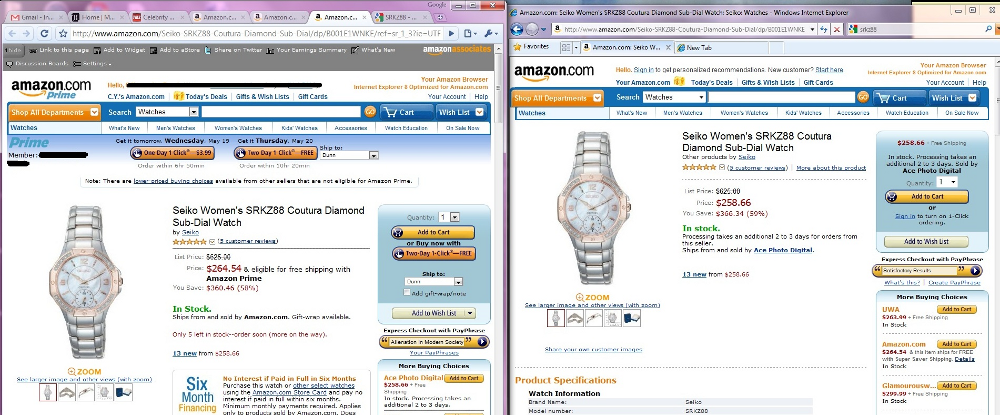 Google
Gmail - In...
Home | M...
Celebrity ...
Amazon.c...
Amazon.c...
Amazon.c...
SRKZ88 - ...
http://www.amazon.com/Seiko-SRKZ88-Coutura-Diamond-Sub-Dial/dp/B001E1WNKE/ref=sr_1_3?ie=UTF
hide
Link to this page
Add to Widget
Add to aStore
Share on Twitter
Your Earnings Summary
What's New
amazonassociates
Discussion Boards
Settings
amazon.com
Prime
Hello,
Your Amazon Browser
Internet Explorer 8 Optimized for Amazon.com
C.Y.'s Amazon.com
Today's Deals
Gifts & Wish Lists
Gift Cards
Your Account
Help
Shop All Departments
Search
Watches
GO
Cart
Wish List
Watches
What's New
Men's Watches
Women's Watches
Kids' Watches
Accessories
Watch Education
On Sale Now
Prime
Member:
Get it tomorrow, Wednesday, May 19
One Day 1-Click®—$3.99
Order within 6hr 50min
Get it Thursday, May 20
Two-Day 1-Click®—FREE
Order within 10hr 20min
Ship to:
Dunn
Note: There are lower priced buying choices available from other sellers that are not eligible for Amazon Prime.
Seiko Women's SRKZ88 Coutura Diamond
Sub-Dial Watch
by Seiko
(3 customer reviews)
List Price: $625.00
Price: $264.54 & eligible for free shipping with
Amazon Prime
You Save: $360.46 (58%)
In Stock.
Ships from and sold by Amazon.com. Gift-wrap available.
Only 5 left in stock--order soon (more on the way).
13 new from $258.66
ZOOM
See larger image and other views (with zoom)
Six
Month
Financing
No Interest if Paid in Full in Six Months
Purchase this watch or other select watches
using the Amazon.com Store Card and pay no
interest if paid in full in 6 months.
Minimum monthly payments required. Applies
only to products sold by Amazon.com. Does
Quantity: 1
Add to Cart
or Buy now with
Two-Day 1-Click®—FREE
Ship to:
Dunn
Add gift-wrap/note
Add to Wish List
Express Checkout with PayPhrase
Alienation in Modern Society
Your PayPhrases
More Buying Choices
Ace Photo Digital
Add to Cart
$258.66 + Free Shipping
In stock. Processing takes
an additional 2 to 3 days.
Amazon.com: Seiko Women's SRKZ88 Coutura Diamond Sub-Dial Watch: Seiko: Watches - Windows Internet Explorer
http://www.amazon.com/Seiko-SRKZ88-Coutura-Diamond-Sub-Dial/dp/B001E1WNKE
srkz88
Favorites
Amazon.com: Seiko W...
New Tab
amazon.com
Hello. Sign in to get personalized recommendations. New customer? Start here
Your Amazon Browser
Internet Explorer 8 Optimized for Amazon.com
Your Amazon.com
Today's Deals
Gifts & Wish Lists
Gift Cards
Your Account
Help
Shop All Departments
Search
Watches
GO
Cart
Wish List
Watches
What's New
Men's Watches
Women's Watches
Kids' Watches
Accessories
Watch Education
On Sale Now
Seiko Women's SRKZ88 Coutura
Diamond Sub-Dial Watch
Other products by Seiko
(3 customer reviews) | More about this product
List Price: $625.00
Price: $258.66
You Save: $366.34 (59%)
In stock.
Processing takes an additional 2 to 3 days for orders from
this seller.
Ships from and sold by Ace Photo Digital.
13 new from $258.66
ZOOM
See larger image and other views (with zoom)
Share your own customer images
Product Specifications
Watch Information
Brand Name: Seiko
Model number: SRKZ88
$258.66 + Free Shipping
In stock. Processing takes an
additional 2 to 3 days. Sold by
Ace Photo Digital
Quantity: 1
Add to Cart
or
Sign in to turn on 1-Click
ordering.
Add to Wish List
Express Checkout with PayPhrase
Satisfactory Results
What's this? | Create PayPhrase
More Buying Choices
UWA
Add to Cart
$263.99 + Free Shipping
In Stock
Amazon.com
Add to Cart
$264.54 & this item ships for FREE
with Super Saver Shipping. Details
In Stock
Glamourousw...
Add to Cart
$299.99 + Free Shipping
In Stock